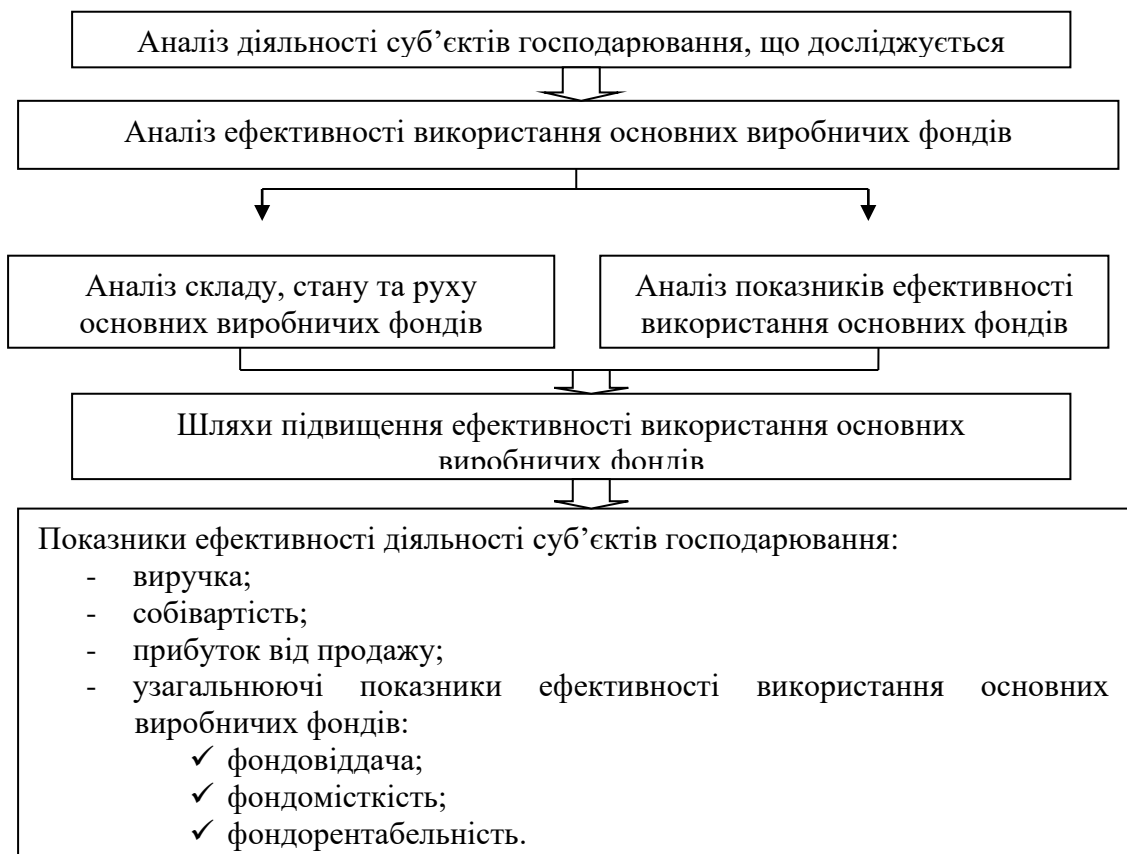 Аналіз діяльності суб’єктів господарювання, що досліджується
Аналіз ефективності використання основних виробничих фондів
Аналіз складу, стану та руху
основних виробничих фондів
Аналіз показників ефективності
використання основних фондів
Шляхи підвищення ефективності використання основних
виробничих фондів
Показники ефективності діяльності суб’єктів господарювання:
- виручка;
- собівартість;
- прибуток від продажу;
- узагальнюючі показники ефективності використання основних
виробничих фондів:
✓ фондовіддача;
✓ фондомісткість;
✓ фондорентабельність.